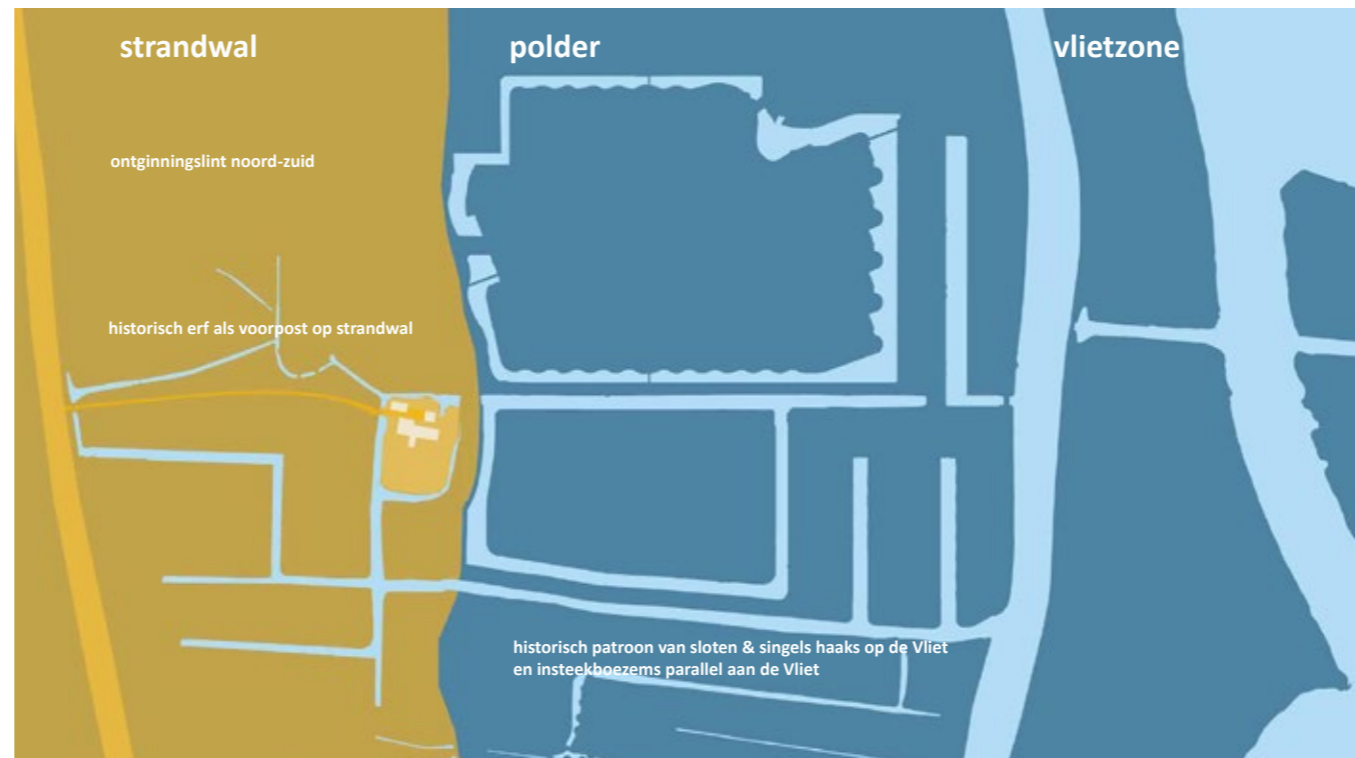 strandwal
polder
vlietzone
ontginningslint noord-zuid
historisch erf als voorpost op strandwal
historisch patroon van sloten & singels haaks op de Vliet
en insteekboezems parallel aan de Vliet